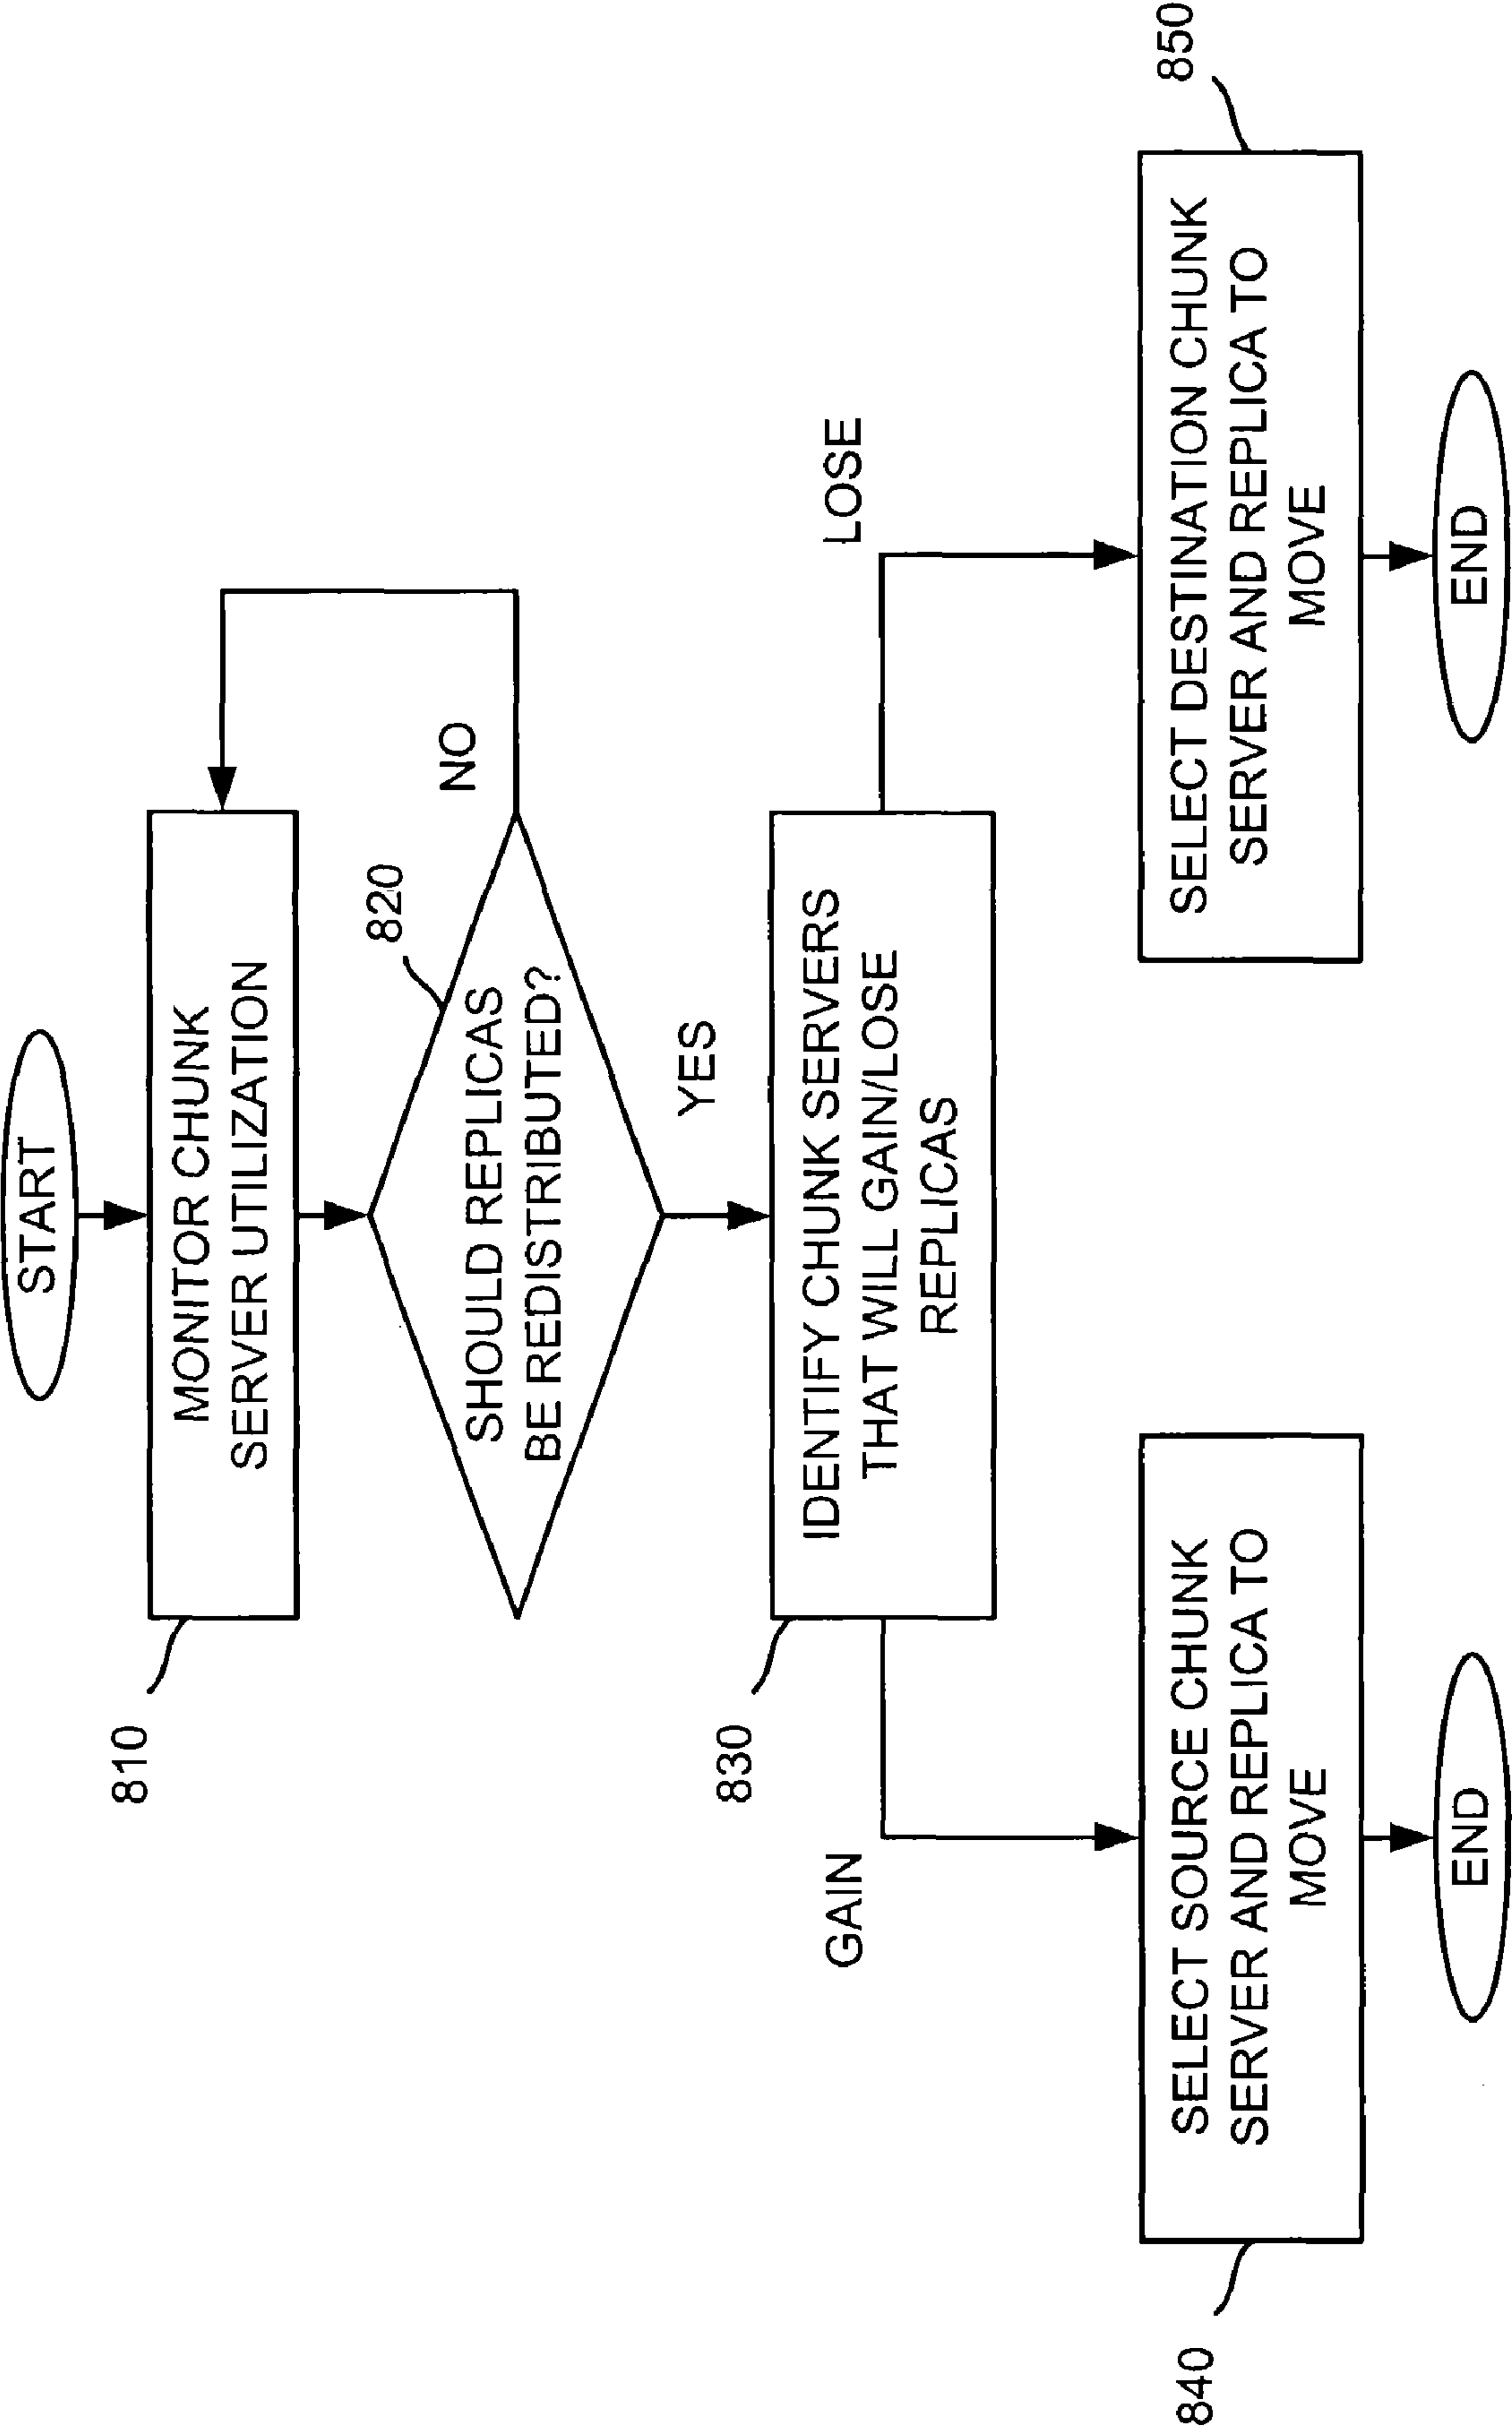 START
810
MONITOR CHUNK
SERVER UTILIZATION
820
SHOULD REPLICAS
BE REDISTRIBUTED?
NO
YES
830
IDENTIFY CHUNK SERVERS
THAT WILL GAIN/LOSE
REPLICAS
GAIN
LOSE
840
SELECT SOURCE CHUNK
SERVER AND REPLICA TO
MOVE
END
850
SELECT DESTINATION CHUNK
SERVER AND REPLICA TO
MOVE
END